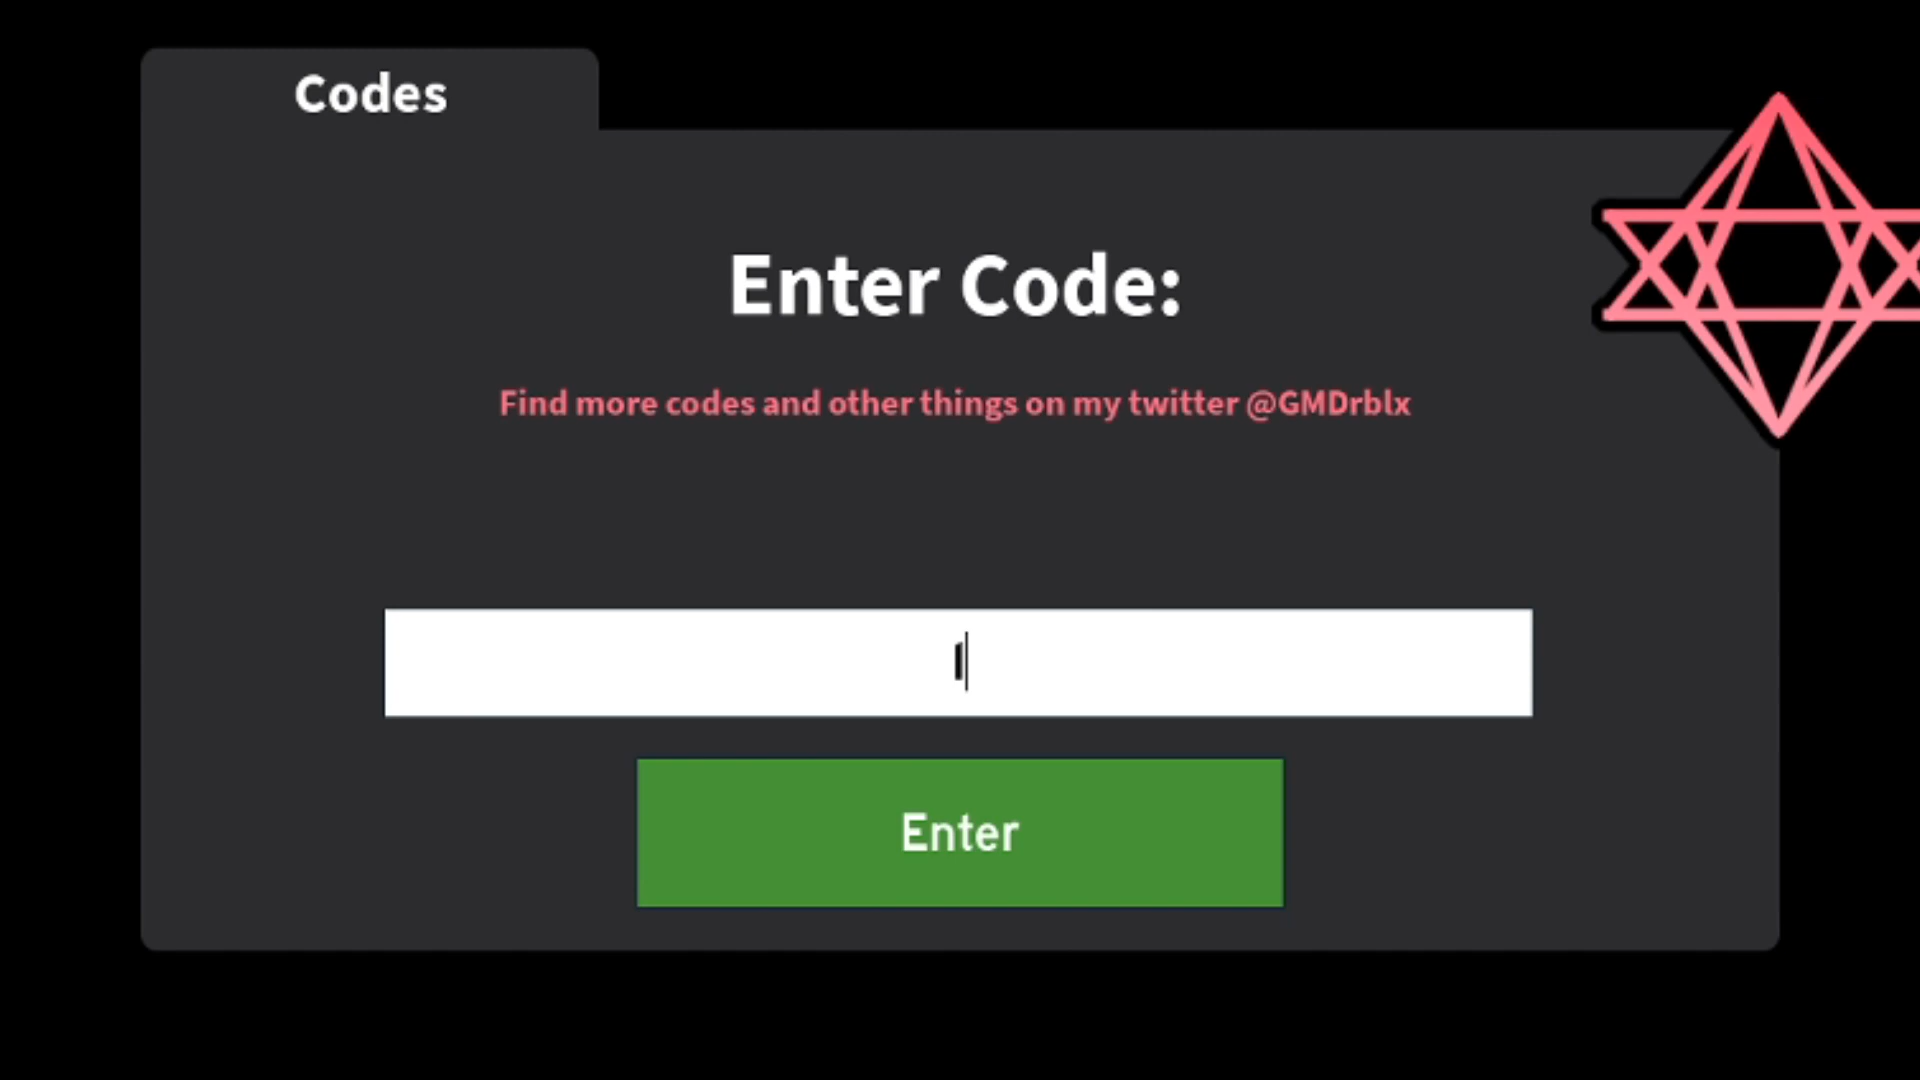 Codes
Enter Code:
Find more codes and other things on my twitter @GMDrblx
Enter